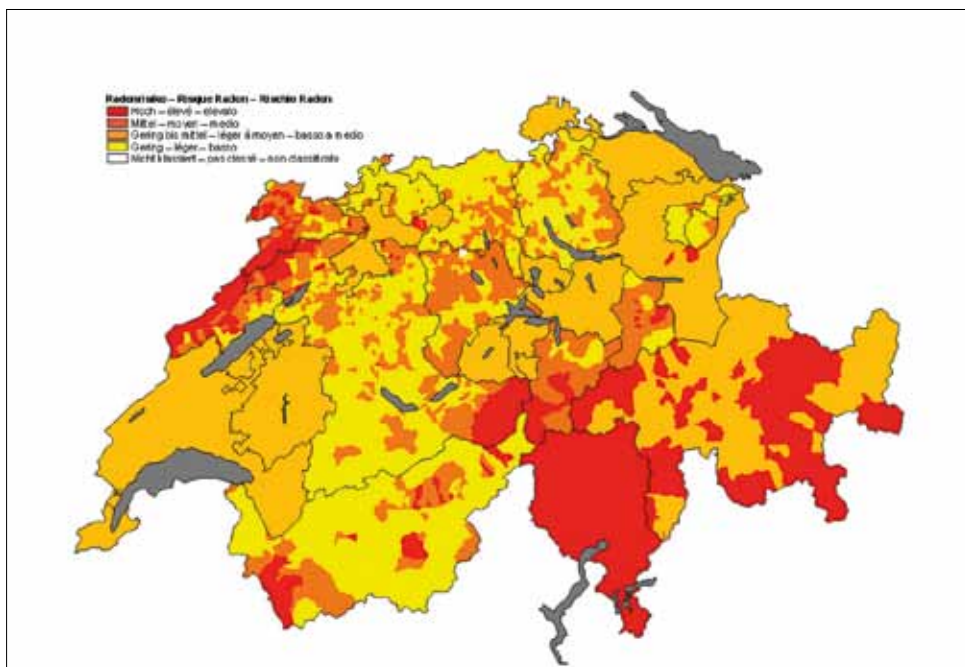 Radonrisiko – Risque Radon – Rischio Radon
Hoch – élevé – elevato
Mittel – moyen – medio
Gering bis mittel – léger à moyen – basso a medio
Gering – léger – basso
Nicht klassiert – pas classé – non classificato